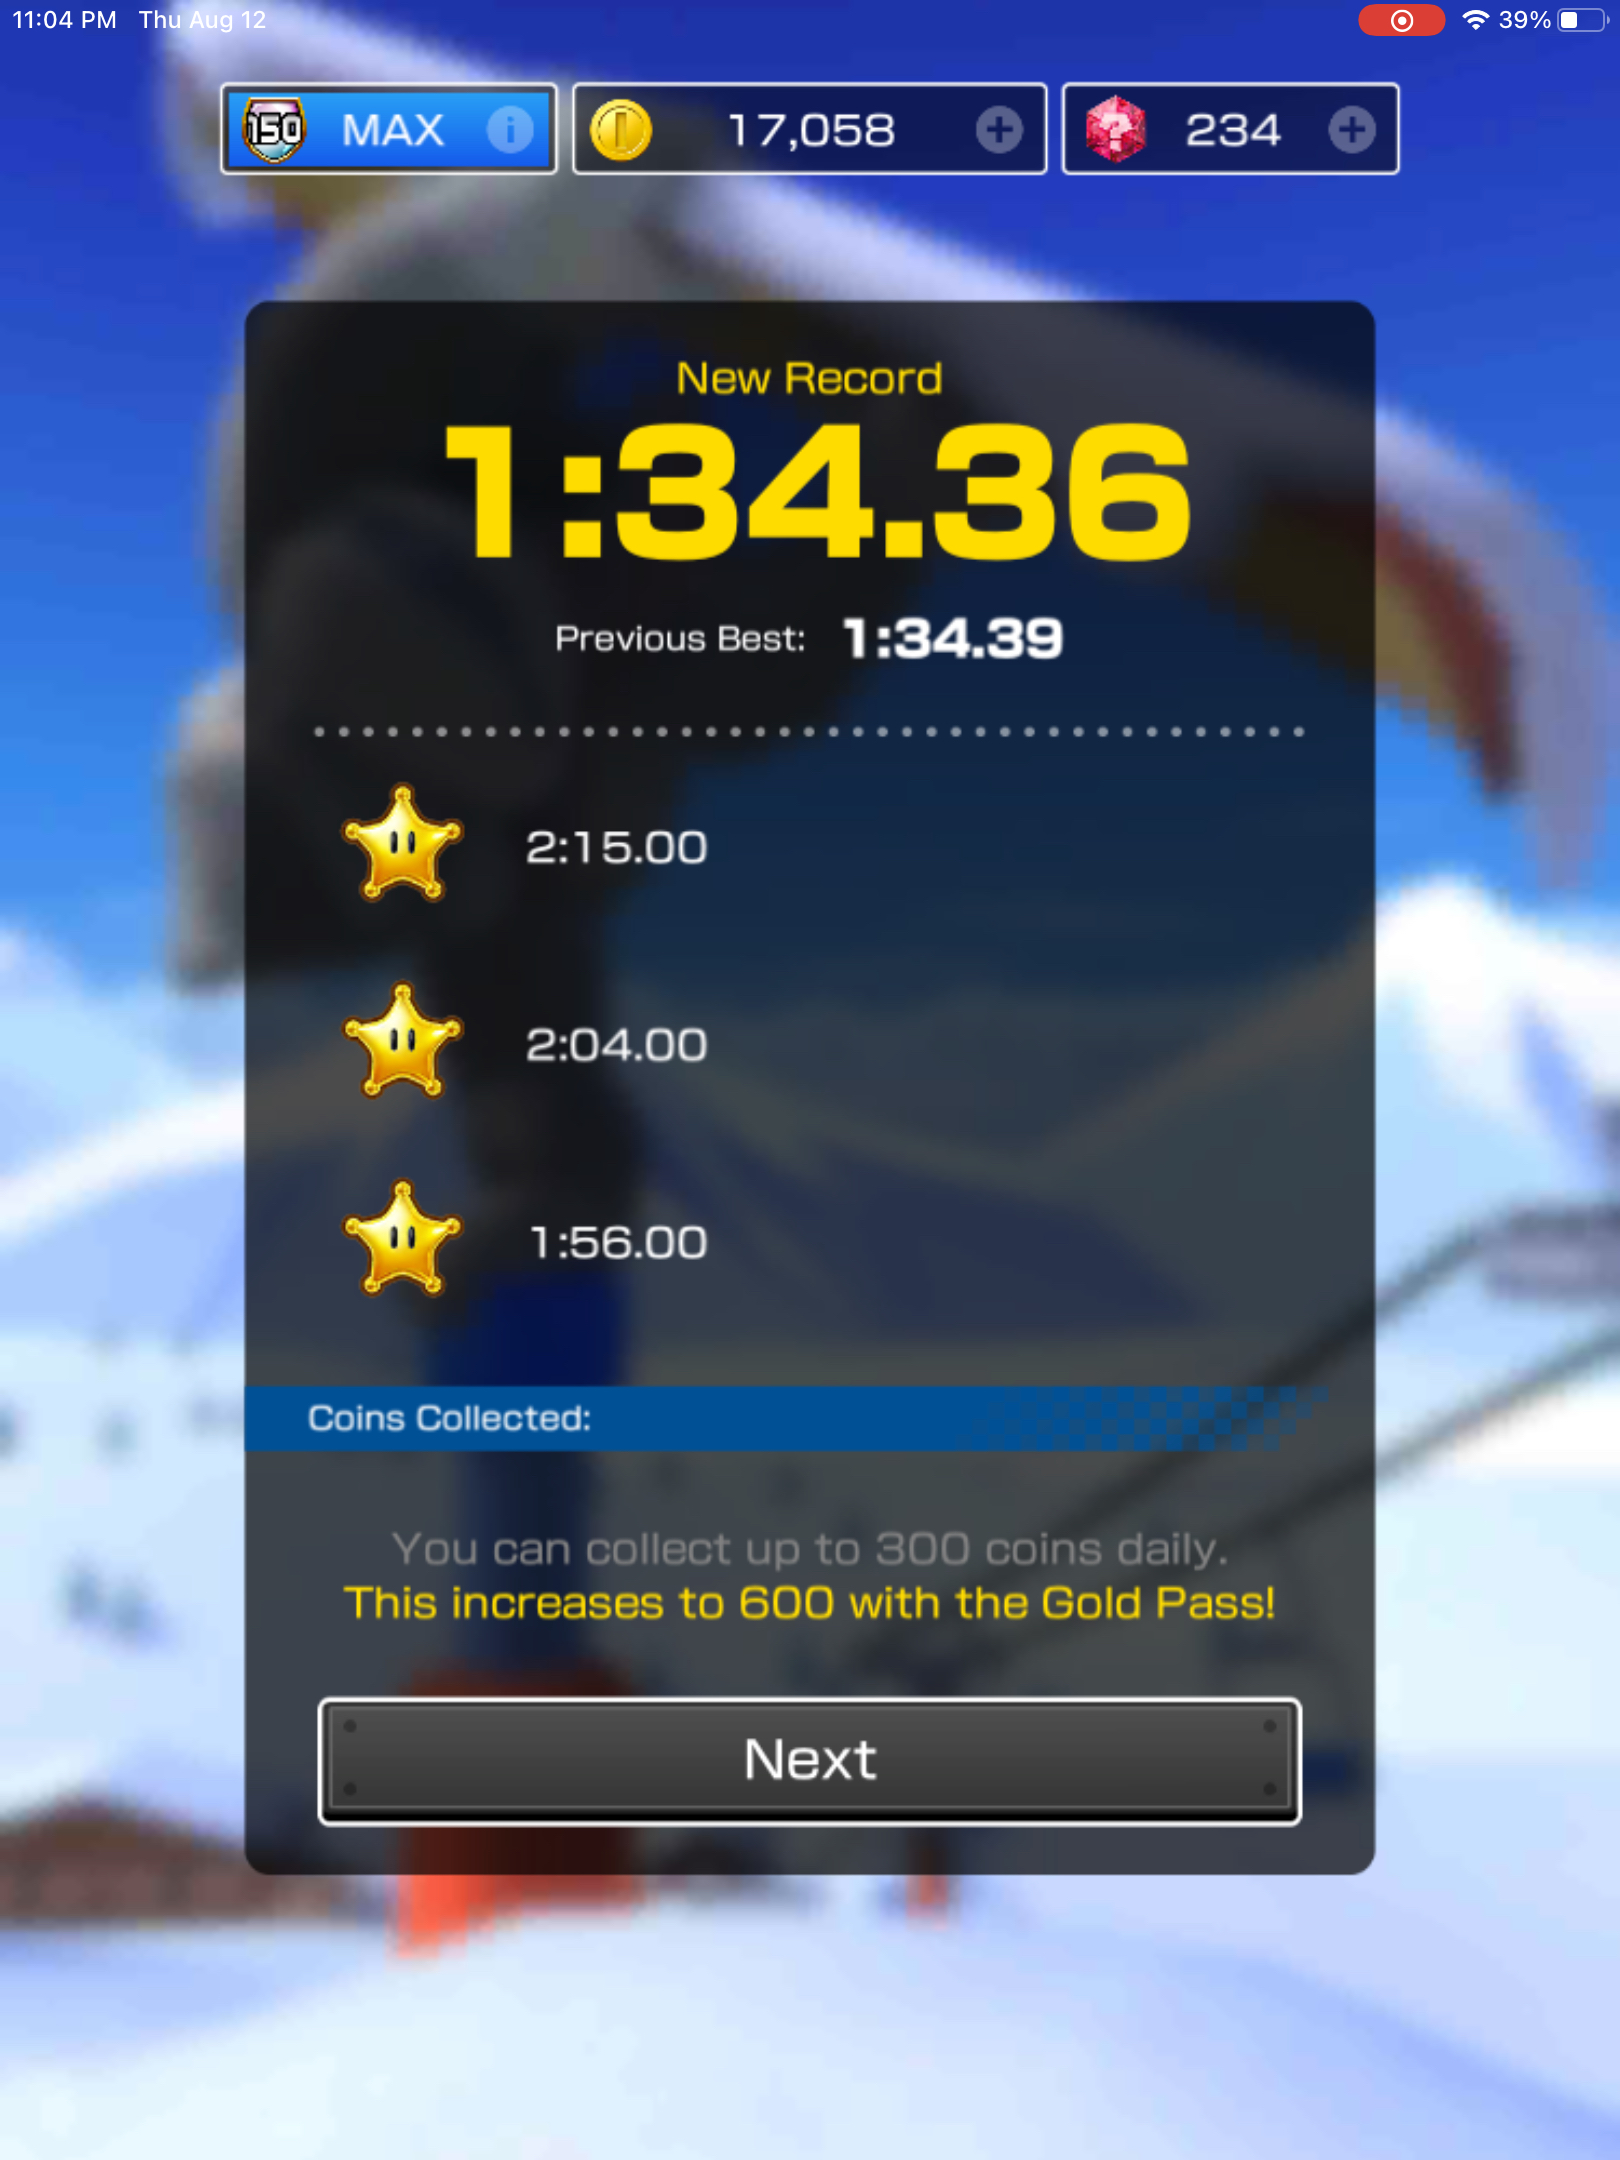 11:04 PM Thu Aug 12 39%
150 MAX i 17,058 + ? 234 +
New Record
1:34.36
Previous Best: 1:34.39
2:15.00
2:04.00
1:56.00
Coins Collected:
You can collect up to 300 coins daily.
This increases to 600 with the Gold Pass!
Next